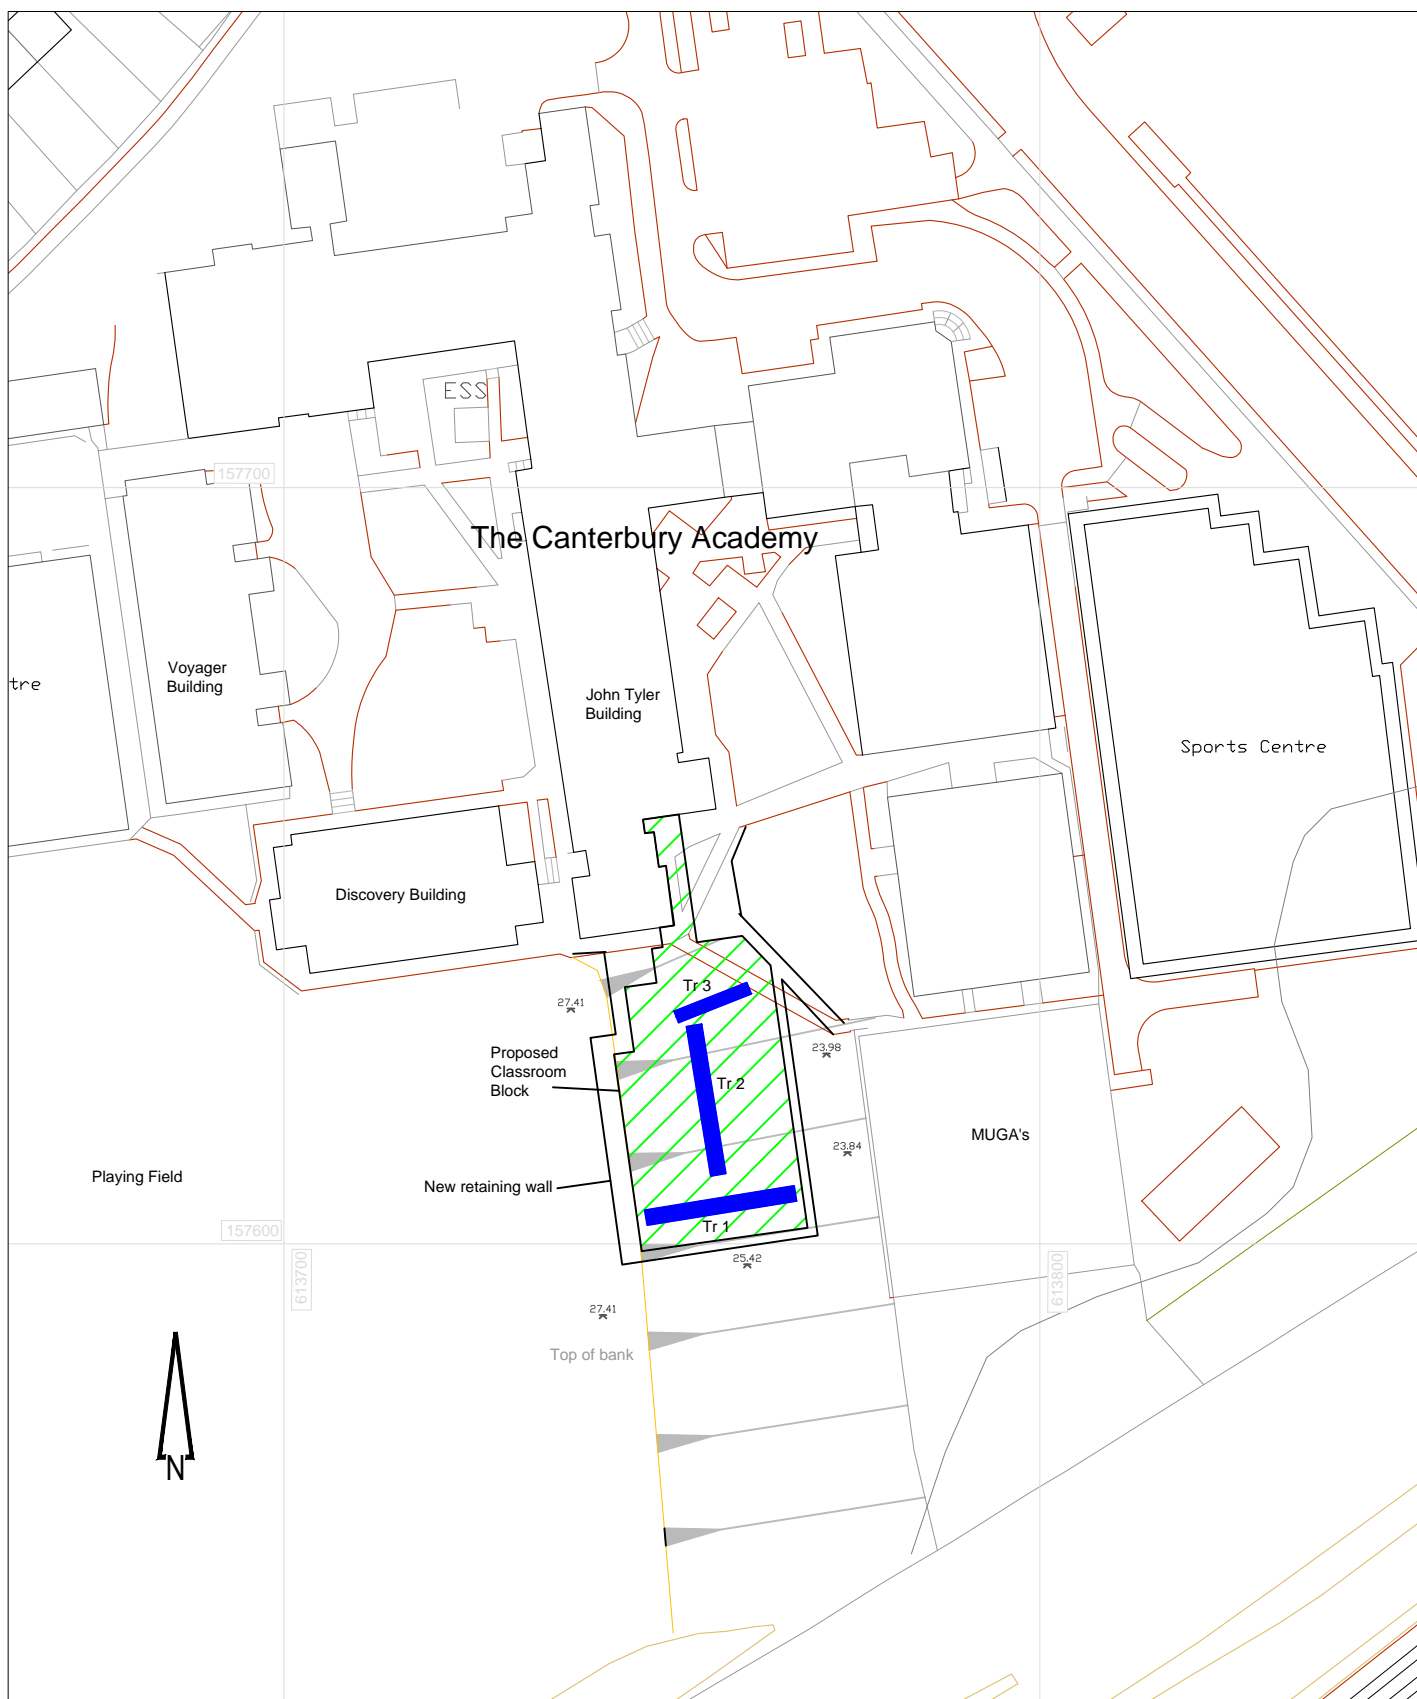 ESS
157700
The Canterbury Academy
Voyager
Building
tre
John Tyler
Building
Sports Centre
Discovery Building
Tr 3
27.41
23.98
Proposed
Classroom
Block
Tr 2
MUGA's
23.84
Playing Field
New retaining wall
Tr 1
157600
25.42
613700
613800
27.41
Top of bank
N